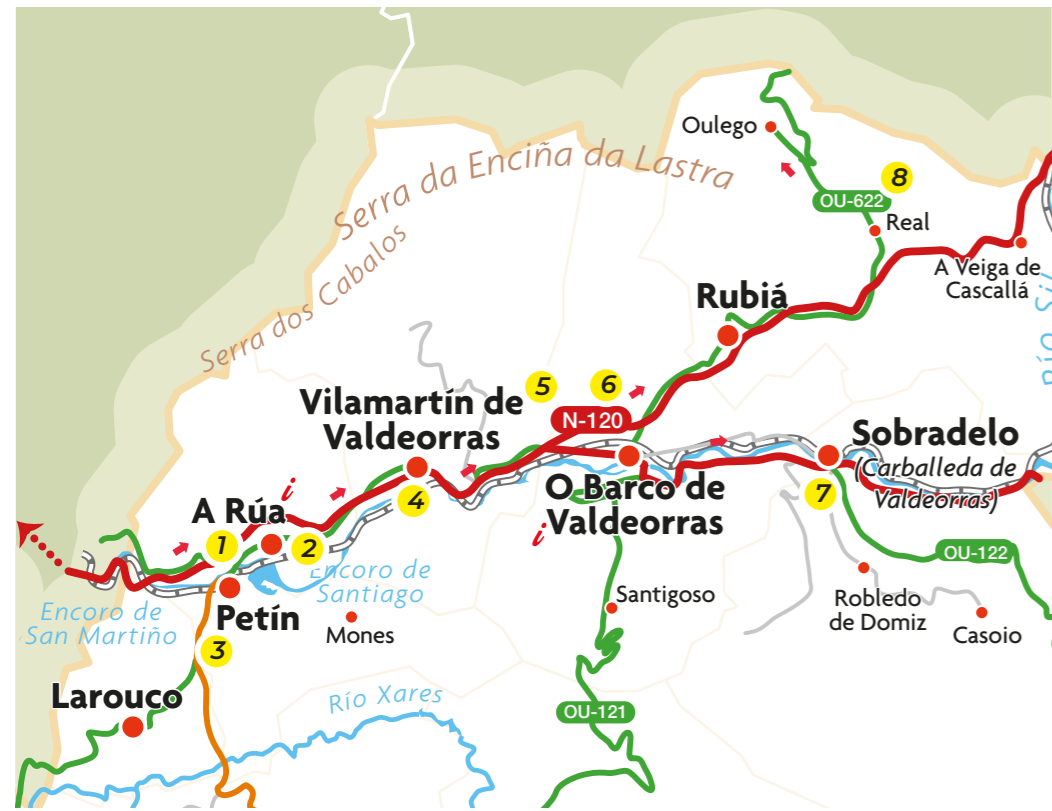 Oulego
8
OU-622
Real
A Veiga de
Cascallá
Serra da Enciña da Lastra
Serra dos Cabalos
Rubiá
Río Sil
5
6
N-120
Vilamartín de
Valdeorras
Sobradelo
(Carballeda de
Valdeorras)
4
7
O Barco de
Valdeorras
i
i
A Rúa
1
2
OU-122
Encoro de
Santiago
Encoro de
San Martiño
Petín
Mones
Santigoso
Robledo
de Domiz
Casoio
3
Larouco
Río Xares
OU-121